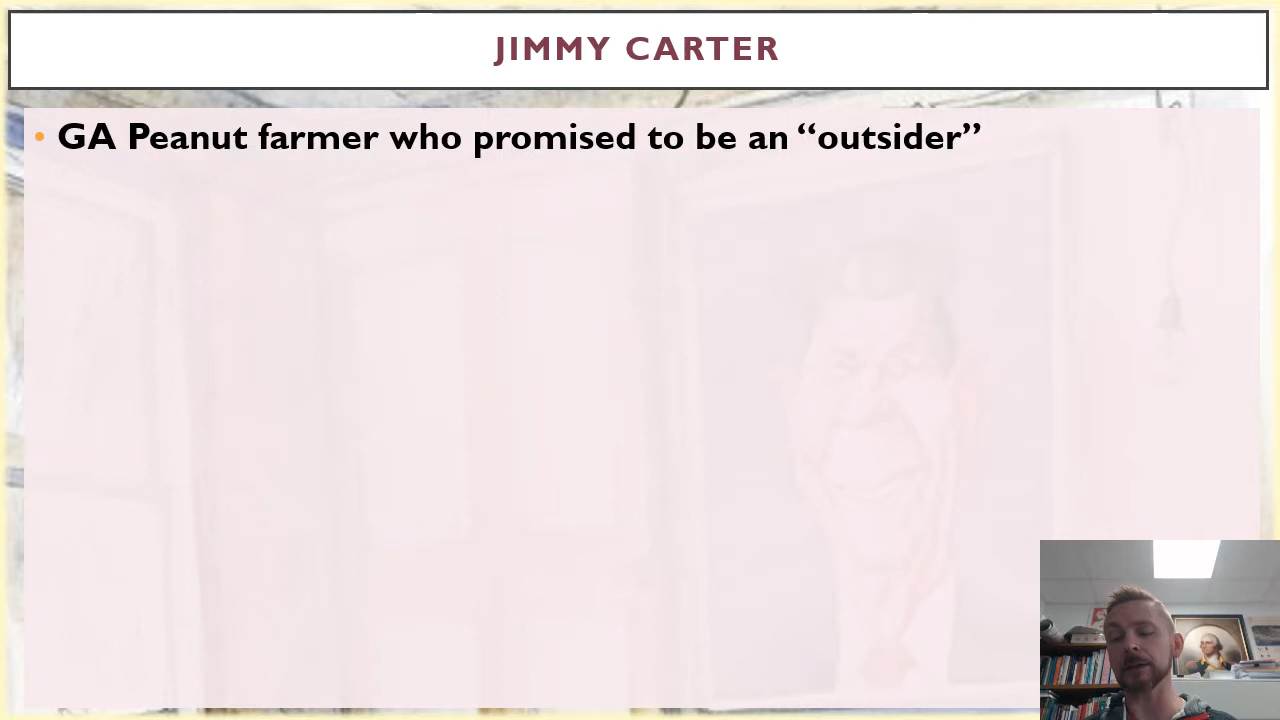 JIMMY CARTER
• GA Peanut farmer who promised to be an “outsider”